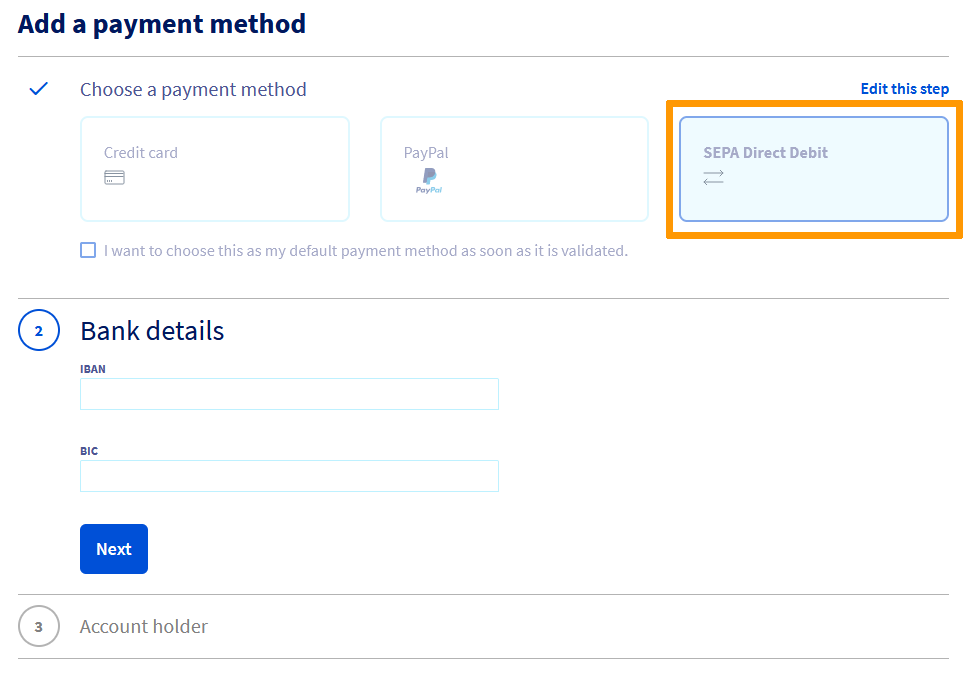 Add a payment method
Choose a payment method
Edit this step
Credit card
PayPal
PayPal
SEPA Direct Debit
I want to choose this as my default payment method as soon as it is validated.
2
Bank details
IBAN
BIC
Next
3
Account holder